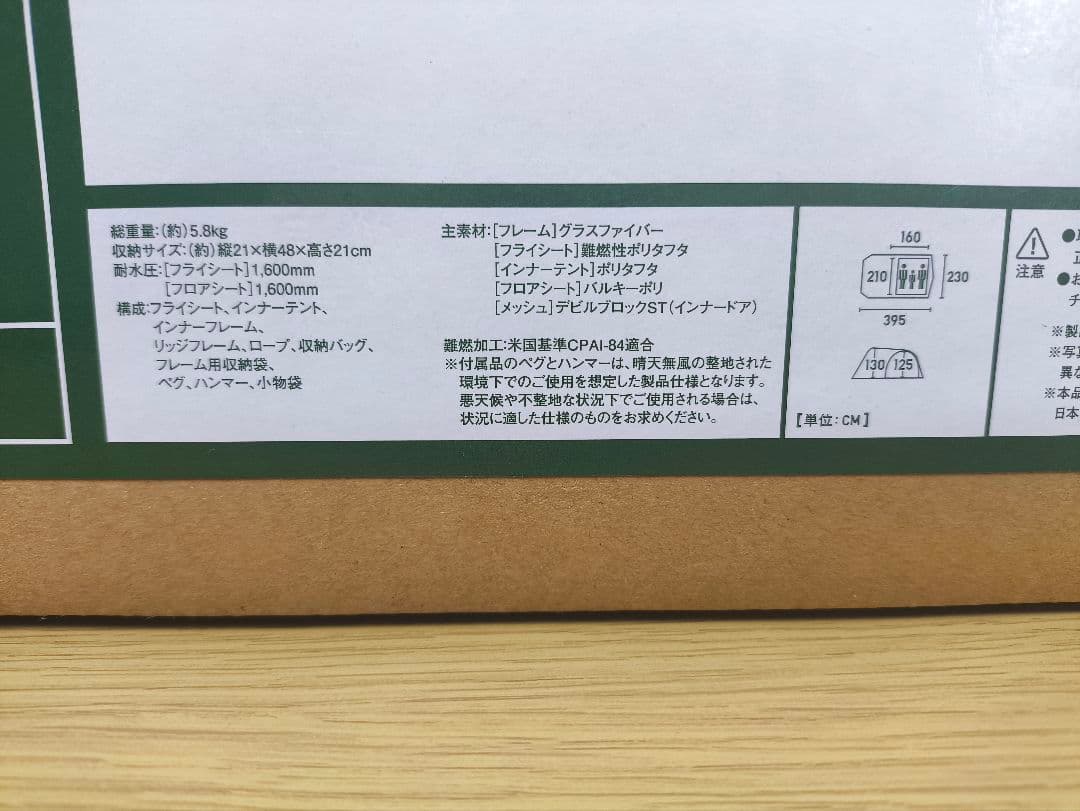 総重量:(約)5.8kg
収納サイズ:(約)縦21×横48×高さ21cm
耐水圧:[フライシート]1,600mm
[フロアシート]1,600mm
構成:フライシート、インナーテント、
インナーフレーム、
リッジフレーム、ロープ、収納バッグ、
フレーム用収納袋、
ペグ、ハンマー、小物袋
主素材:[フレーム]グラスファイバー
[フライシート]難燃性ポリタフタ
[インナーテント]ポリタフタ
[フロアシート]バルキーポリ
[メッシュ]デビルブロックST(インナードア)
難燃加工:米国基準CPAI-84適合
※付属品のペグとハンマーは、晴天無風の整地された
環境下でのご使用を想定した製品仕様となります。
悪天候や不整地な状況下でご使用される場合は、
状況に適した仕様のものをお求めください。
160
210
230
395
130
125
[単位:CM]
注意
●
正
●お
チ
※製
※写
異な
※本品
日本